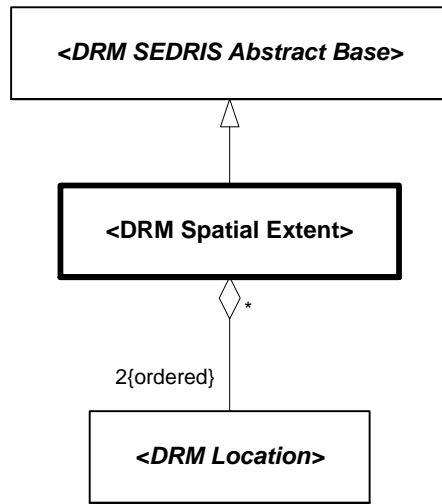 <DRM SEDRIS Abstract Base>
<DRM Spatial Extent>
*
2{ordered}
<DRM Location>